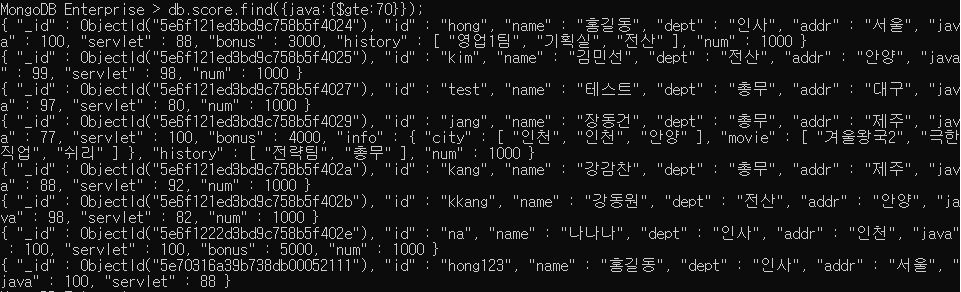 MongoDB Enterprise > db.score.find({java:{$gte:70}});
{ "_id" : ObjectId("5e6f121ed3bd9c758b5f4024"), "id" : "hong", "name" : "홍길동", "dept" : "인사", "addr" : "서울", "jav
a" : 100, "servlet" : 88, "bonus" : 3000, "history" : [ "영업1팀", "기획실", "전산" ], "num" : 1000 }
{ "_id" : ObjectId("5e6f121ed3bd9c758b5f4025"), "id" : "kim", "name" : "김민선", "dept" : "전산", "addr" : "안양", "java
" : 99, "servlet" : 98, "num" : 1000 }
{ "_id" : ObjectId("5e6f121ed3bd9c758b5f4027"), "id" : "test", "name" : "테스트", "dept" : "총무", "addr" : "대구", "jav
a" : 97, "servlet" : 80, "num" : 1000 }
{ "_id" : ObjectId("5e6f121ed3bd9c758b5f4029"), "id" : "jang", "name" : "장동건", "dept" : "총무", "addr" : "제주", "jav
a" : 77, "servlet" : 100, "bonus" : 4000, "info" : { "city" : [ "인천", "인천", "안양" ], "movie" : [ "겨울왕국2", "극한
직업", "쉬리" ] }, "history" : [ "전략팀", "총무" ], "num" : 1000 }
{ "_id" : ObjectId("5e6f121ed3bd9c758b5f402a"), "id" : "kang", "name" : "강감찬", "dept" : "총무", "addr" : "제주", "jav
a" : 88, "servlet" : 92, "num" : 1000 }
{ "_id" : ObjectId("5e6f121ed3bd9c758b5f402b"), "id" : "kkang", "name" : "강동원", "dept" : "전산", "addr" : "안양", "ja
va" : 98, "servlet" : 82, "num" : 1000 }
{ "_id" : ObjectId("5e6f1222d3bd9c758b5f402e"), "id" : "na", "name" : "나나나", "dept" : "인사", "addr" : "인천", "java"
 : 100, "servlet" : 100, "bonus" : 5000, "num" : 1000 }
{ "_id" : ObjectId("5e70316a39b738db00052111"), "id" : "hong123", "name" : "홍길동", "dept" : "인사", "addr" : "서울", "
java" : 100, "servlet" : 88 }